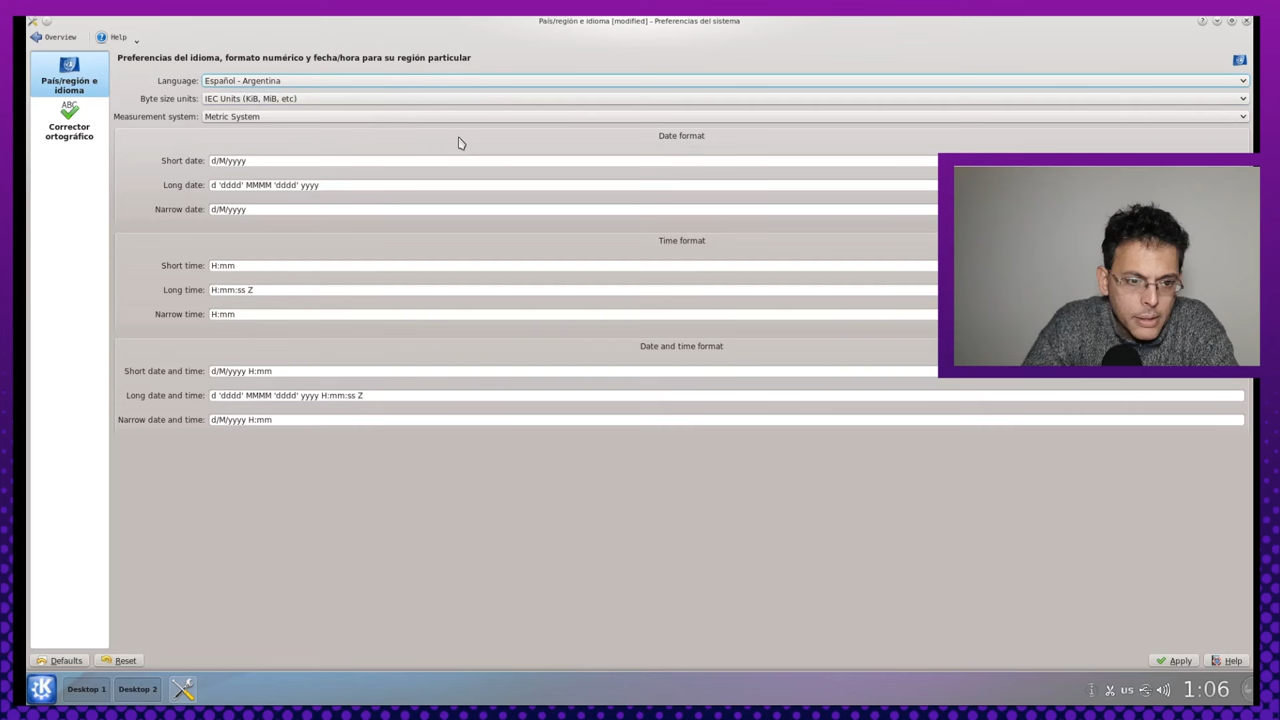 País/región e idioma [modified] - Preferencias del sistema
Overview
Help
País/región e
idioma
ABC
Corrector
ortográfico
Preferencias del idioma, formato numérico y fecha/hora para su región particular
Language: Español - Argentina
Byte size units: IEC Units (KiB, MiB, etc)
Measurement system: Metric System
Date format
Short date: d/M/yyyy
Long date: d 'dddd' MMMM 'dddd' yyyy
Narrow date: d/M/yyyy
Time format
Short time: H:mm
Long time: H:mm:ss Z
Narrow time: H:mm
Date and time format
Short date and time: d/M/yyyy H:mm
Long date and time: d 'dddd' MMMM 'dddd' yyyy H:mm:ss Z
Narrow date and time: d/M/yyyy H:mm
Defaults
Reset
Apply
Help
Desktop 1
Desktop 2
us
1:06